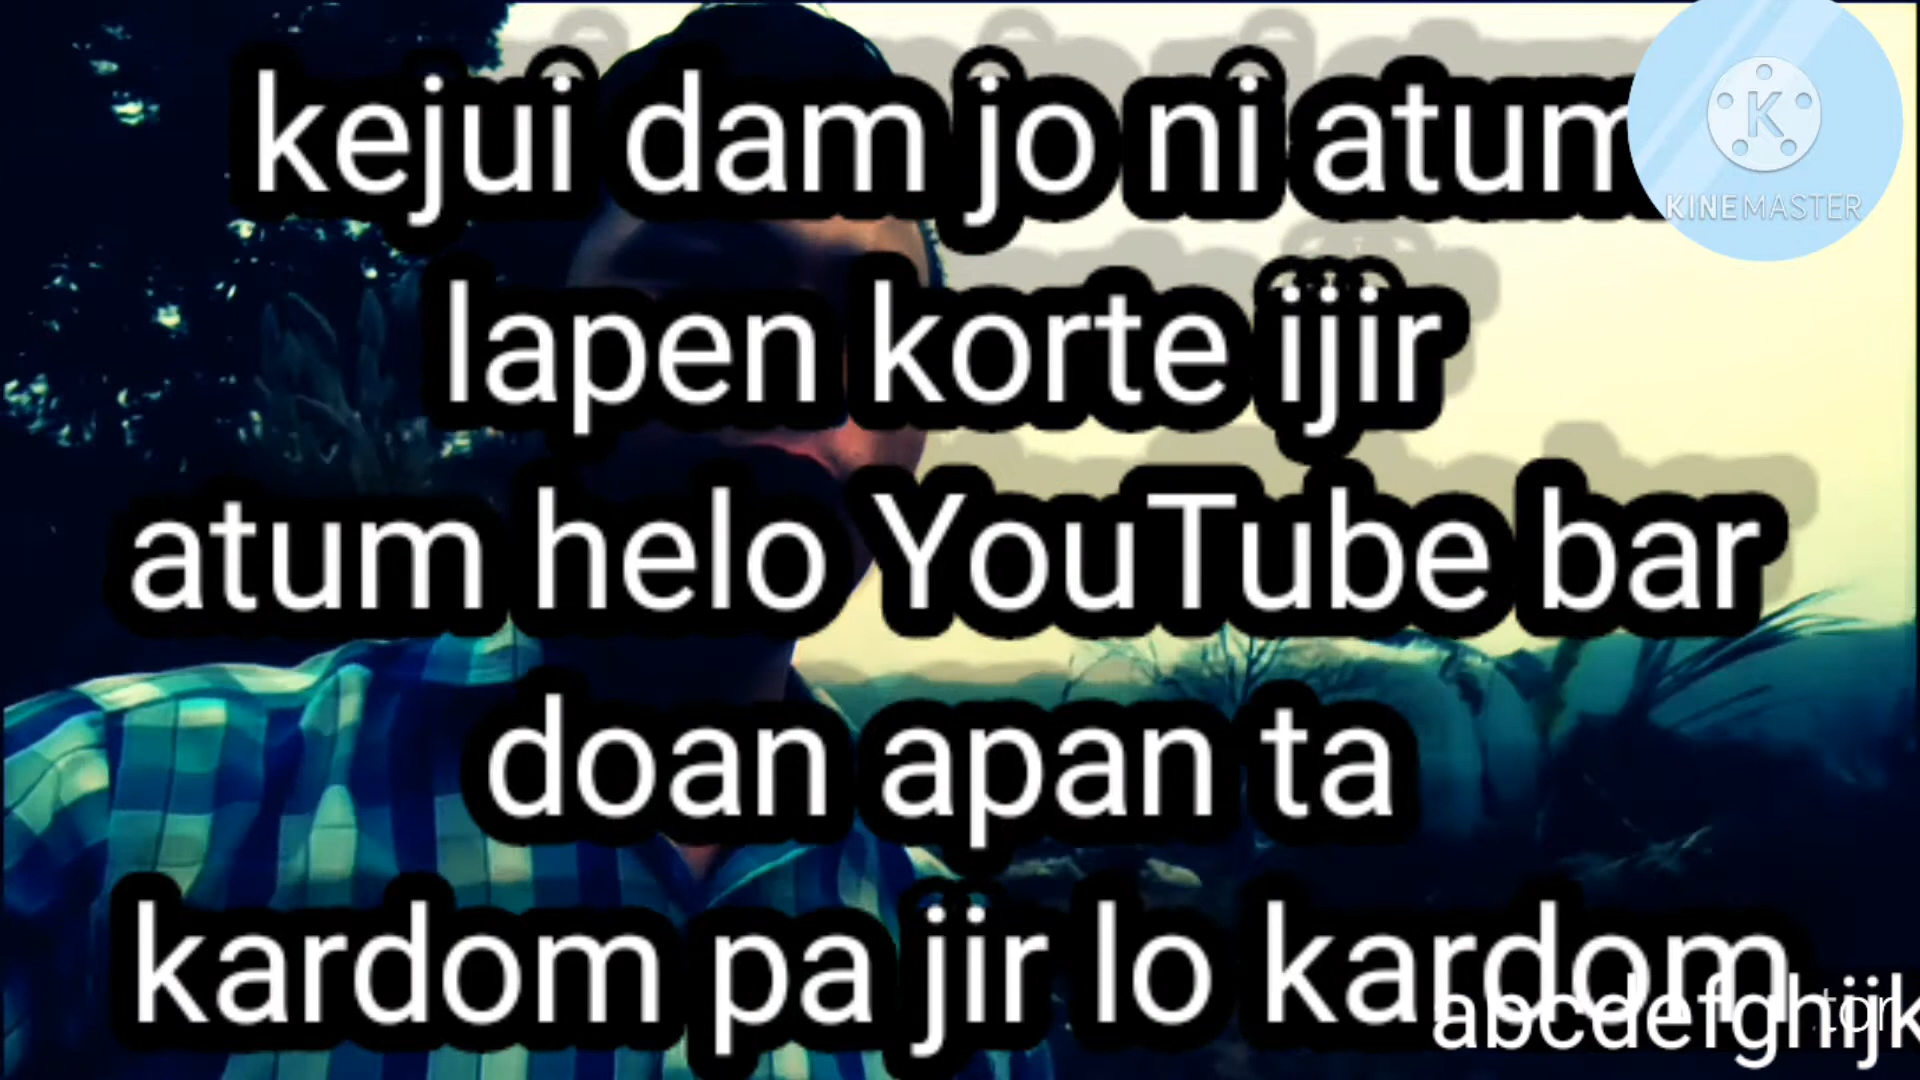 kejui dam jo ni atum
lapen korte ijir
atum helo YouTube bar
doan apan ta
kardom pa jir lo kardom
K
KINEMASTER
abcdefghijk